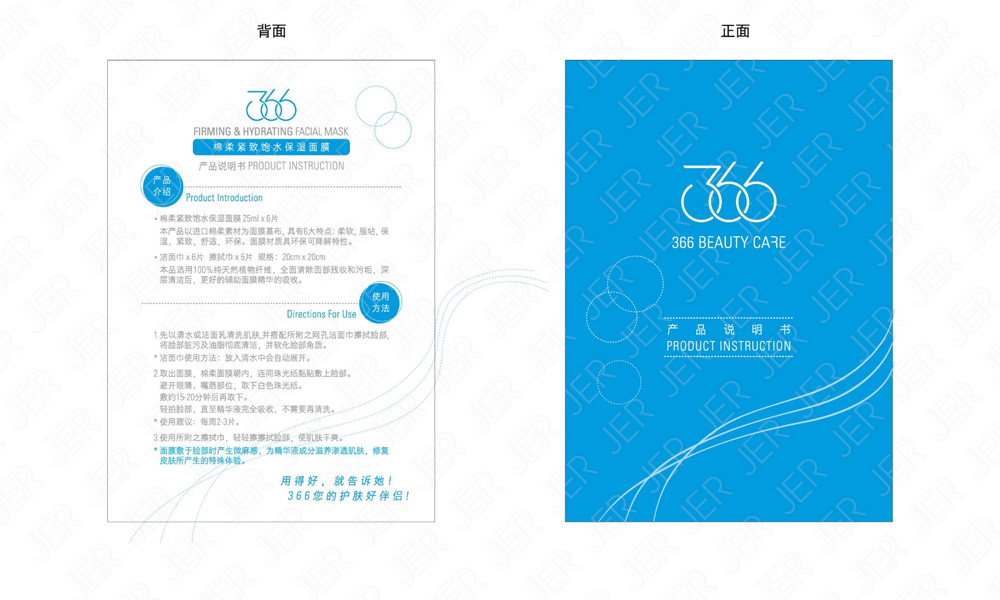 背面
366
FIRMING & HYDRATING FACIAL MASK
棉柔紧致饱水保湿面膜
产品说明书 PRODUCT INSTRUCTION
产品
介绍
Product Introduction
• 棉柔紧致饱水保湿面膜 25ml x 6片
本产品以进口棉柔素材为面膜基布,具有6大特点:柔软,服帖,保
湿,紧致,舒适,环保。面膜材质具环保可降解特性。
• 洁面巾 x 6片 擦拭巾 x 6片 规格:20cm x 20cm
本品选用100%纯天然植物纤维,全面清除面部残妆和污垢,深
层清洁后,更好的辅助面膜精华的吸收。
使用
方法
Directions For Use
1.先以清水或洁面乳清洗肌肤,并搭配所附之网孔洁面巾擦拭脸部,
将脸部脏污及油脂彻底清洁,并软化脸部角质。
* 洁面巾使用方法:放入清水中会自动展开。
2.取出面膜,棉柔面膜朝内,连同珠光纸黏贴敷上脸部。
避开眼睛、嘴唇部位,取下白色珠光纸。
敷约15-20分钟后再取下。
轻拍脸部,直至精华液完全吸收,不需要再清洗。
* 使用建议:每周2-3片。
3.使用所附之擦拭巾,轻轻擦擦拭脸部,使肌肤干爽。
* 面膜敷于脸部时产生微麻感,为精华液成分滋养渗透肌肤,修复
皮肤所产生的特殊体验。
用得好,就告诉她!
366您的护肤好伴侣!
正面
366
366 BEAUTY CARE
产品说明书
PRODUCT INSTRUCTION
JER